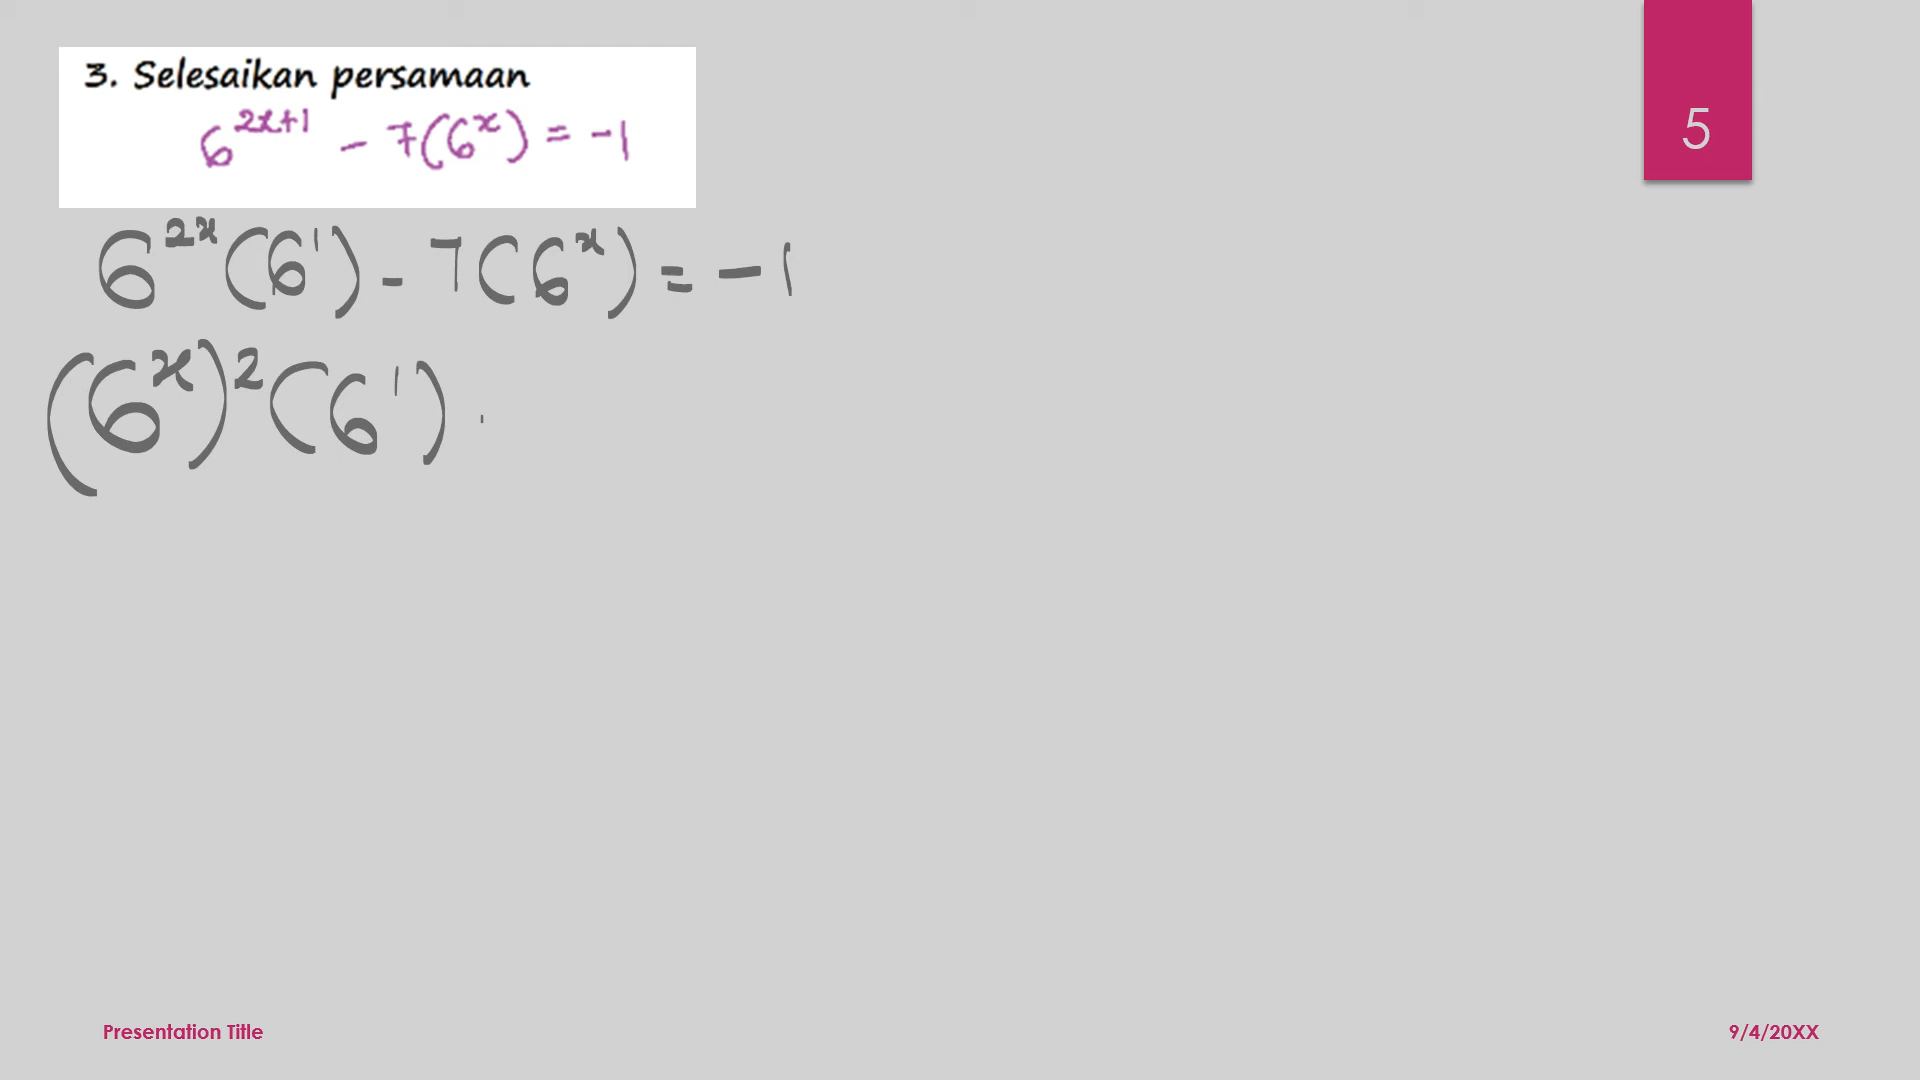 5
3. Selesaikan persamaan
6^{2x+1} - 7(6^x) = -1
6^{2x}(6^1) - 7(6^x) = -1
(6^x)^2(6^1)
Presentation Title
9/4/20XX